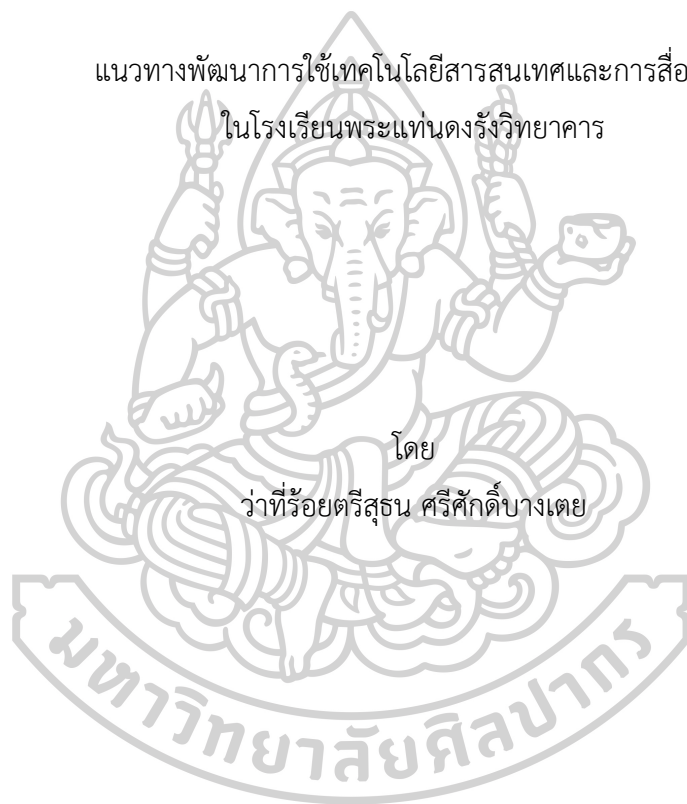 แนวทางพัฒนาการใช้เทคโนโลยีสารสนเทศและการสื่อ
ในโรงเรียนพระแท่นดงรังวิทยาคาร
โดย
ว่าที่ร้อยตรีสุธน ศรีศักดิ์บางเตย
มหาวิทยาลัยศิลปากร